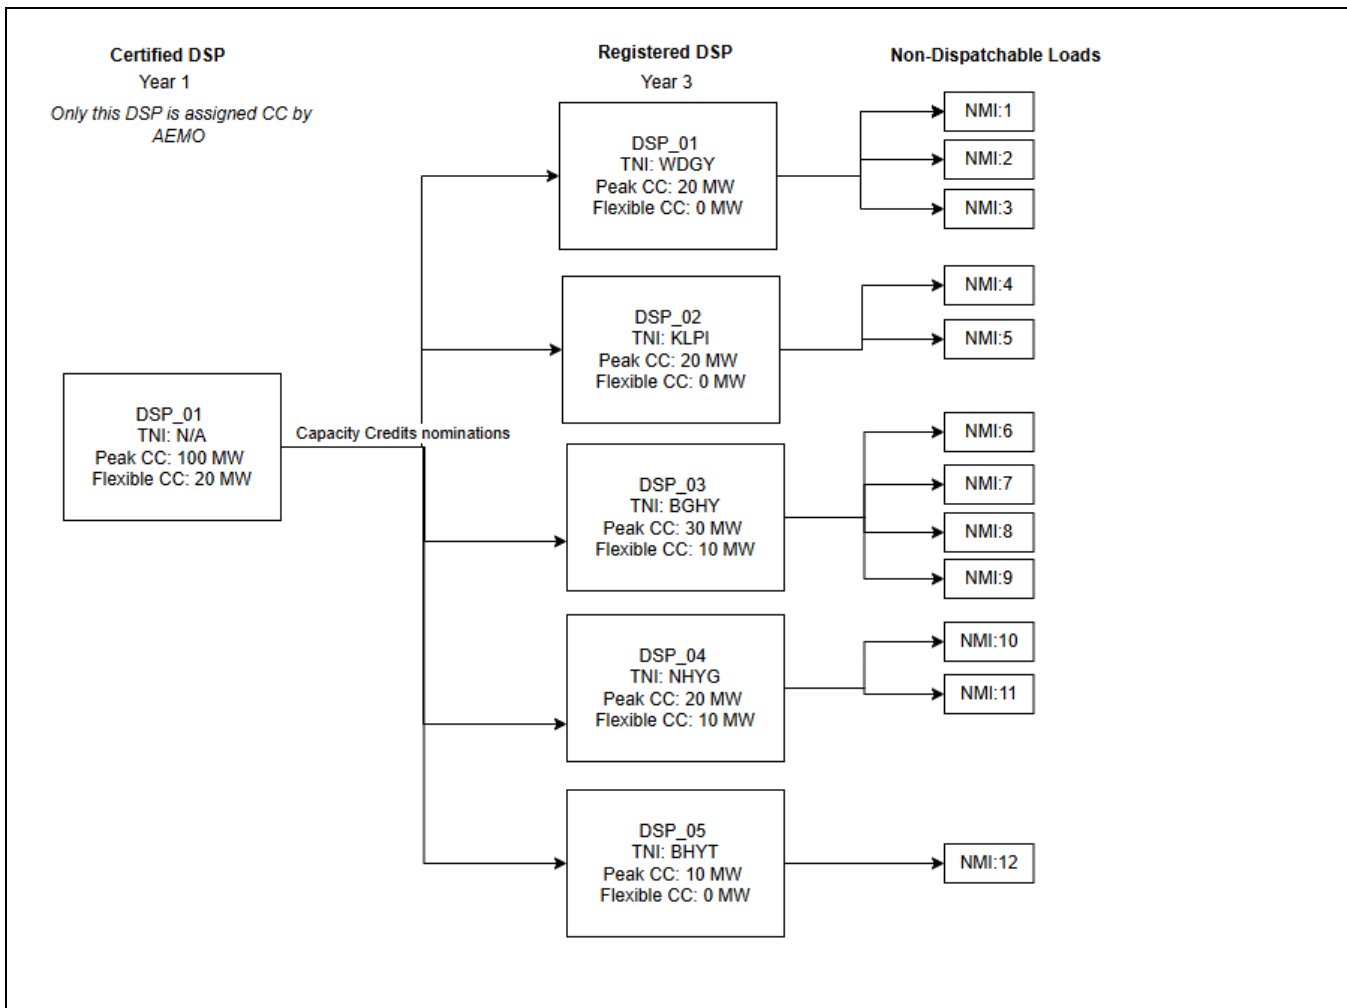 Certified DSP
Year 1
Only this DSP is assigned CC by
AEMO
Registered DSP
Year 3
Non-Dispatchable Loads
DSP_01
TNI: N/A
Peak CC: 100 MW
Flexible CC: 20 MW
Capacity Credits nominations
DSP_01
TNI: WDGY
Peak CC: 20 MW
Flexible CC: 0 MW
NMI:1
NMI:2
NMI:3
DSP_02
TNI: KLPI
Peak CC: 20 MW
Flexible CC: 0 MW
NMI:4
NMI:5
DSP_03
TNI: BGHY
Peak CC: 30 MW
Flexible CC: 10 MW
NMI:6
NMI:7
NMI:8
NMI:9
DSP_04
TNI: NHYG
Peak CC: 20 MW
Flexible CC: 10 MW
NMI:10
NMI:11
DSP_05
TNI: BHYT
Peak CC: 10 MW
Flexible CC: 0 MW
NMI:12